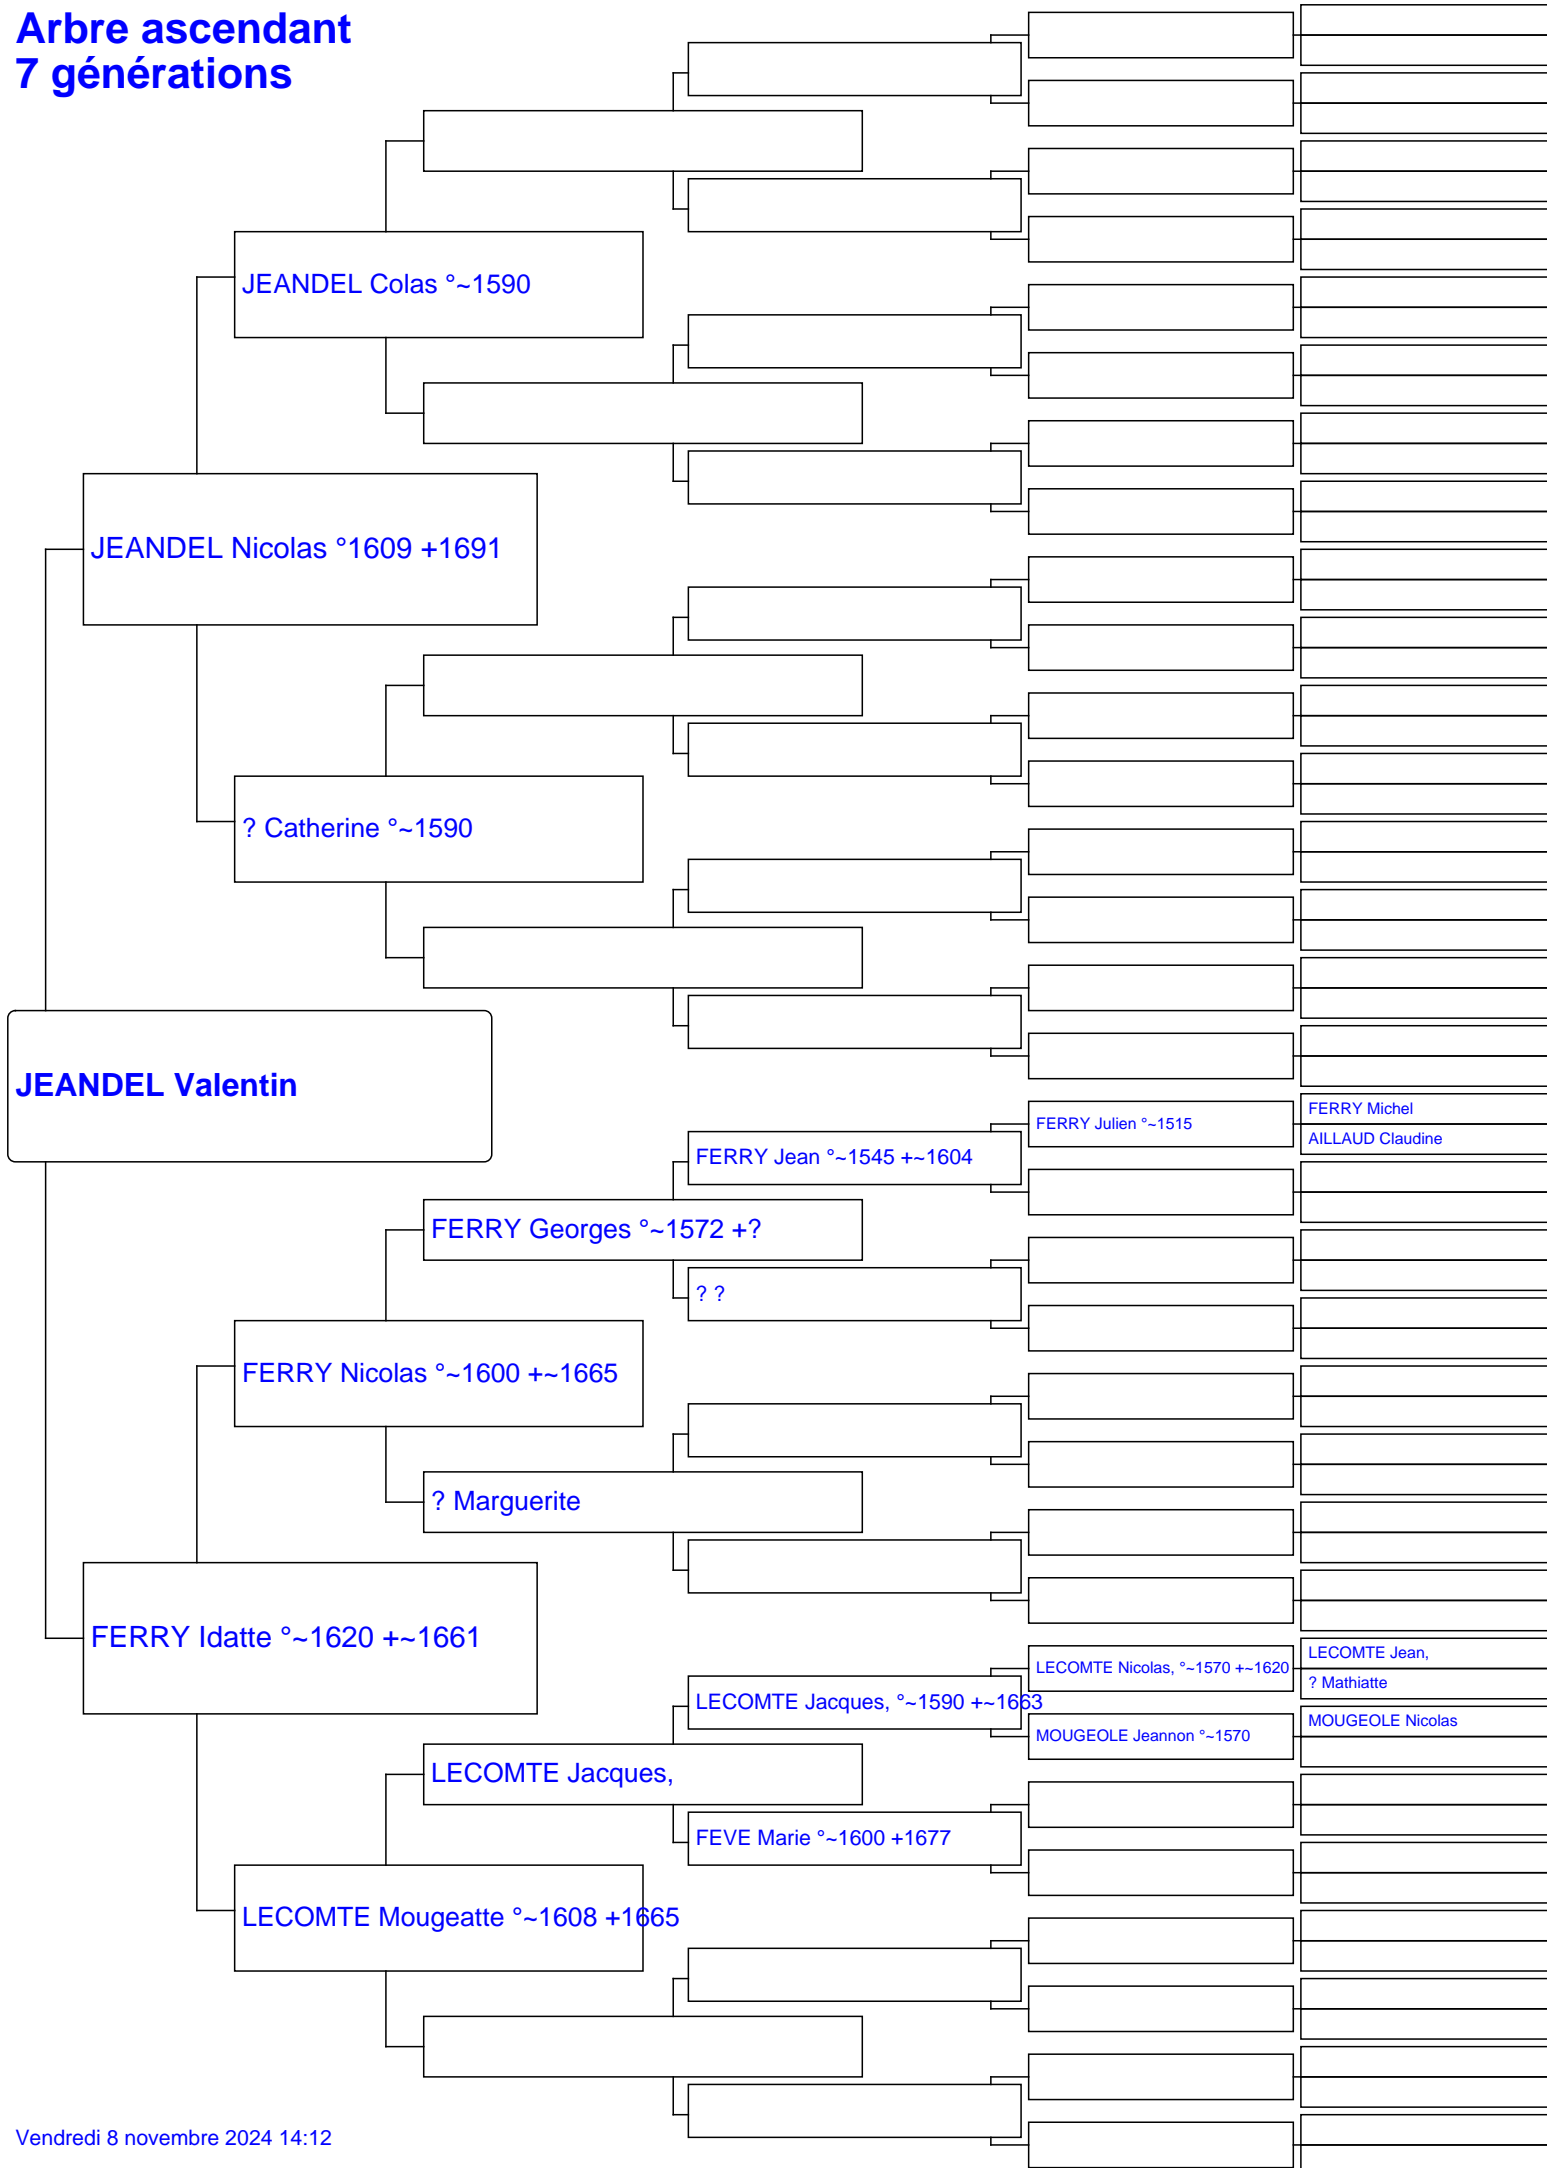 Arbre ascendant
7 générations
JEANDEL Colas °~1590
JEANDEL Nicolas °1609 +1691
? Catherine °~1590
JEANDEL Valentin
FERRY Michel
FERRY Julien °~1515
AILLAUD Claudine
FERRY Jean °~1545 +~1604
FERRY Georges °~1572 +?
? ?
FERRY Nicolas °~1600 +~1665
? Marguerite
FERRY Idatte °~1620 +~1661
LECOMTE Jean,
LECOMTE Nicolas, °~1570 +~1620
? Mathiatte
LECOMTE Jacques, °~1590 +~1663
MOUGEOLE Nicolas
MOUGEOLE Jeannon °~1570
LECOMTE Jacques,
FEVE Marie °~1600 +1677
LECOMTE Mougeatte °~1608 +1665
Vendredi 8 novembre 2024 14:12